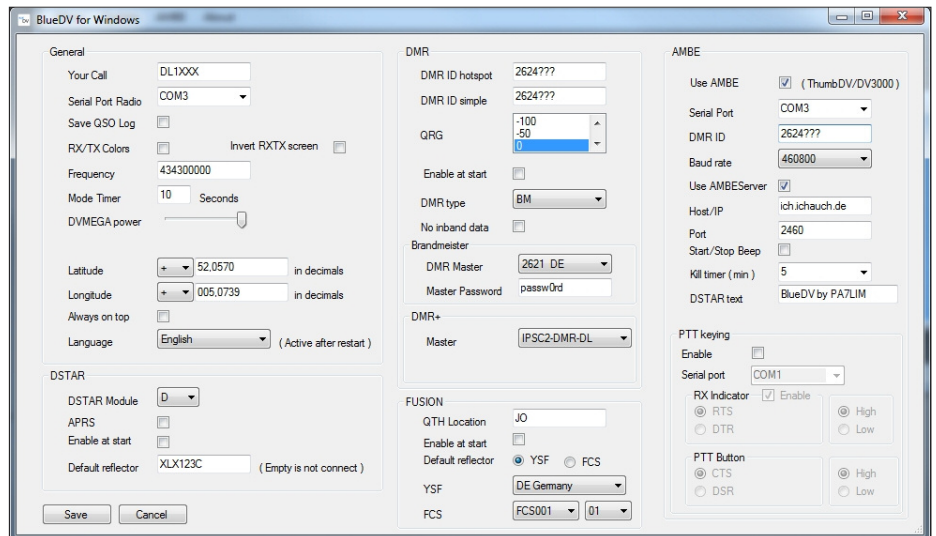 BlueDV for Windows
General
Your Call DL1XXX
Serial Port Radio COM3
Save QSO Log
RX/TX Colors Invert RXTX screen
Frequency 434300000
Mode Timer 10 Seconds
DVMEGA power
Latitude + 52,0570 in decimals
Longitude + 005,0739 in decimals
Always on top
Language English ( Active after restart )
DSTAR
DSTAR Module D
APRS
Enable at start
Default reflector XLX123C ( Empty is not connect )
Save Cancel
DMR
DMR ID hotspot 2624???
DMR ID simple 2624???
QRG -100
-50
0
Enable at start
DMR type BM
No inband data
Brandmeister
DMR Master 2621 DE
Master Password passw0rd
DMR+
Master IPSC2-DMR-DL
FUSION
QTH Location JO
Enable at start
Default reflector YSF FCS
YSF DE Germany
FCS FCS001 01
AMBE
Use AMBE ( ThumbDV/DV3000 )
Serial Port COM3
DMR ID 2624???
Baud rate 460800
Use AMBEServer
Host/IP ich.ichauch.de
Port 2460
Start/Stop Beep
Kill timer ( min ) 5
DSTAR text BlueDV by PA7LIM
PTT keying
Enable
Serial port COM1
RX Indicator Enable
RTS High
DTR Low
PTT Button
CTS High
DSR Low